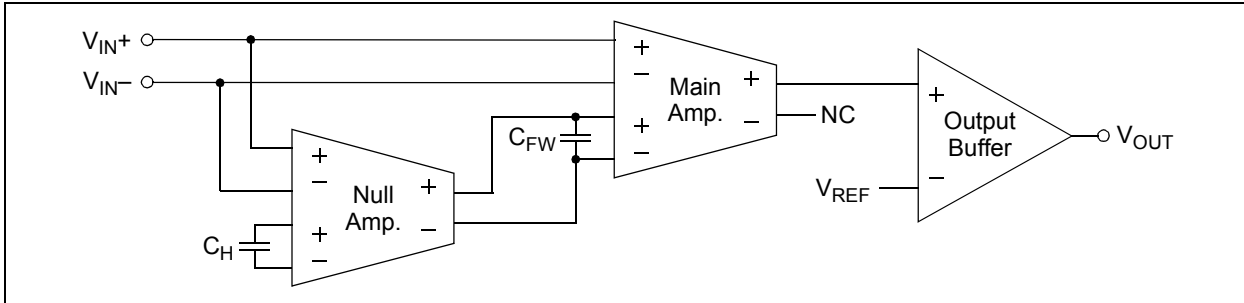 VIN+
VIN−
+
−
Main
Amp.
+
−
+
−
NC
+
Output
Buffer
−
VREF
VOUT
CFW
+
−
Null
Amp.
+
−
+
−
CH